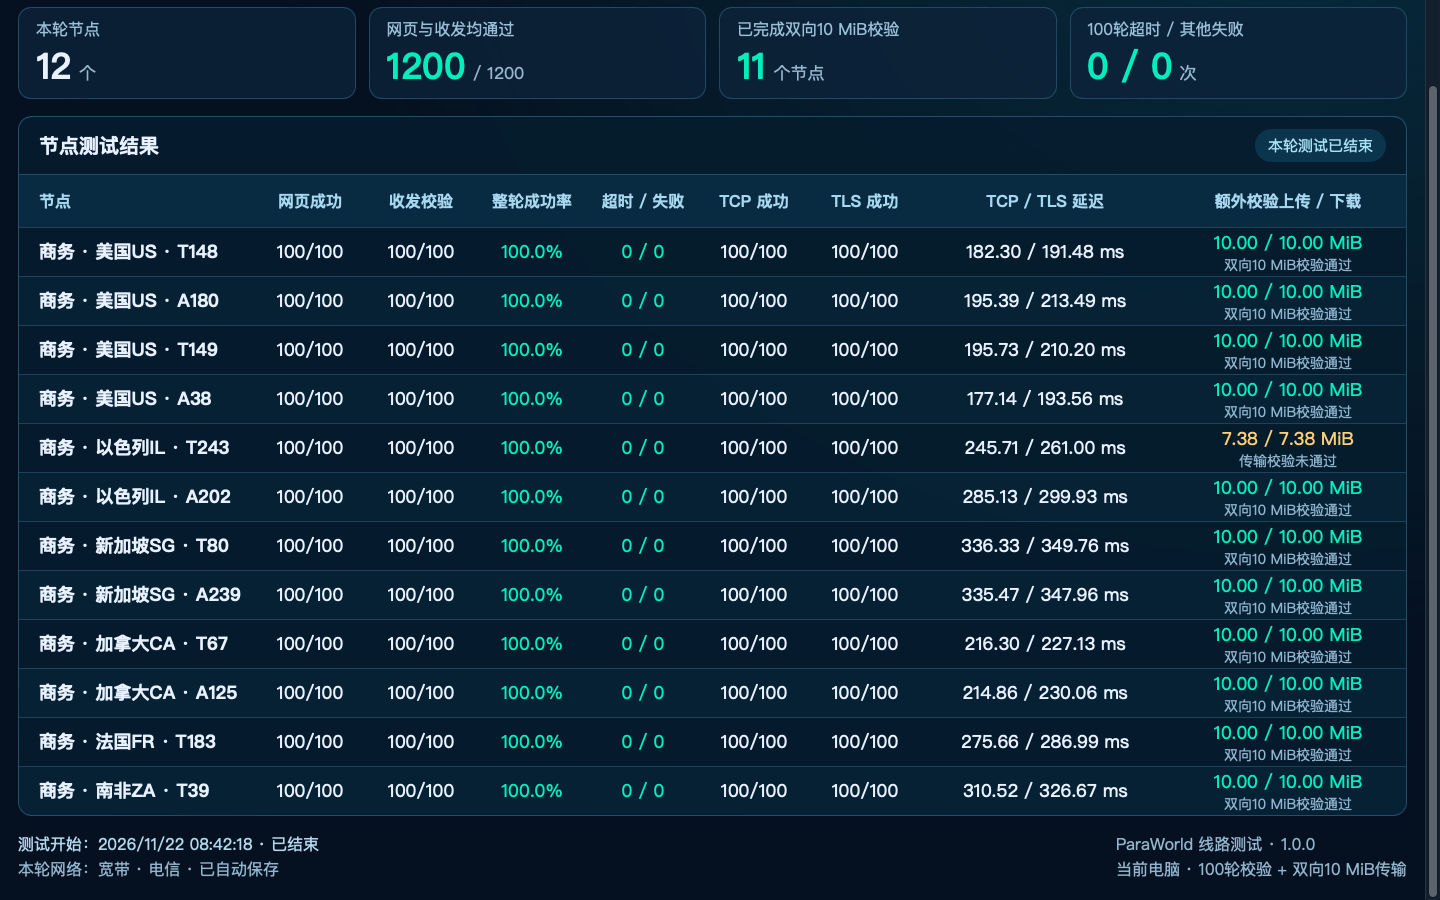 本轮节点
12 个
网页与收发均通过
1200 / 1200
已完成双向10 MiB校验
11 个节点
100轮超时 / 其他失败
0 / 0 次
节点测试结果
本轮测试已结束
节点 网页成功 收发校验 整轮成功率 超时 / 失败 TCP 成功 TLS 成功 TCP / TLS 延迟 额外校验上传 / 下载
商务 · 美国US · T148 100/100 100/100 100.0% 0 / 0 100/100 100/100 182.30 / 191.48 ms 10.00 / 10.00 MiB
双向10 MiB校验通过
商务 · 美国US · A180 100/100 100/100 100.0% 0 / 0 100/100 100/100 195.39 / 213.49 ms 10.00 / 10.00 MiB
双向10 MiB校验通过
商务 · 美国US · T149 100/100 100/100 100.0% 0 / 0 100/100 100/100 195.73 / 210.20 ms 10.00 / 10.00 MiB
双向10 MiB校验通过
商务 · 美国US · A38 100/100 100/100 100.0% 0 / 0 100/100 100/100 177.14 / 193.56 ms 10.00 / 10.00 MiB
双向10 MiB校验通过
商务 · 以色列IL · T243 100/100 100/100 100.0% 0 / 0 100/100 100/100 245.71 / 261.00 ms 7.38 / 7.38 MiB
传输校验未通过
商务 · 以色列IL · A202 100/100 100/100 100.0% 0 / 0 100/100 100/100 285.13 / 299.93 ms 10.00 / 10.00 MiB
双向10 MiB校验通过
商务 · 新加坡SG · T80 100/100 100/100 100.0% 0 / 0 100/100 100/100 336.33 / 349.76 ms 10.00 / 10.00 MiB
双向10 MiB校验通过
商务 · 新加坡SG · A239 100/100 100/100 100.0% 0 / 0 100/100 100/100 335.47 / 347.96 ms 10.00 / 10.00 MiB
双向10 MiB校验通过
商务 · 加拿大CA · T67 100/100 100/100 100.0% 0 / 0 100/100 100/100 216.30 / 227.13 ms 10.00 / 10.00 MiB
双向10 MiB校验通过
商务 · 加拿大CA · A125 100/100 100/100 100.0% 0 / 0 100/100 100/100 214.86 / 230.06 ms 10.00 / 10.00 MiB
双向10 MiB校验通过
商务 · 法国FR · T183 100/100 100/100 100.0% 0 / 0 100/100 100/100 275.66 / 286.99 ms 10.00 / 10.00 MiB
双向10 MiB校验通过
商务 · 南非ZA · T39 100/100 100/100 100.0% 0 / 0 100/100 100/100 310.52 / 326.67 ms 10.00 / 10.00 MiB
双向10 MiB校验通过
测试开始：2026/11/22 08:42:18 · 已结束
本轮网络：宽带 · 电信 · 已自动保存
ParaWorld 线路测试 · 1.0.0
当前电脑 · 100轮校验 + 双向10 MiB传输